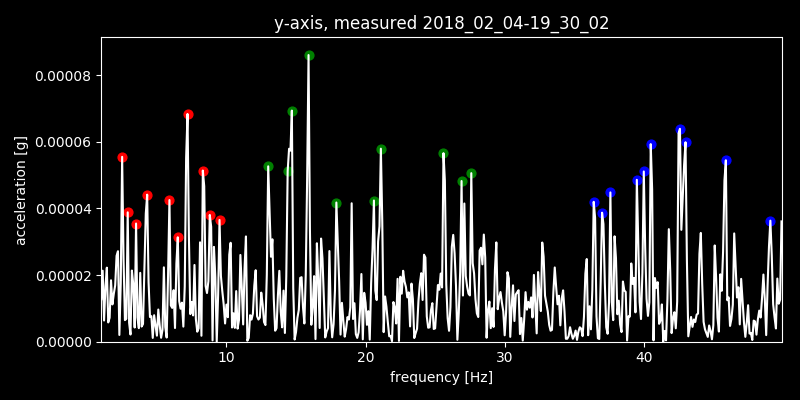 y-axis, measured 2018_02_04-19_30_02
0.00008
0.00006
0.00004
0.00002
0.00000
acceleration [g]
10 20 30 40
frequency [Hz]